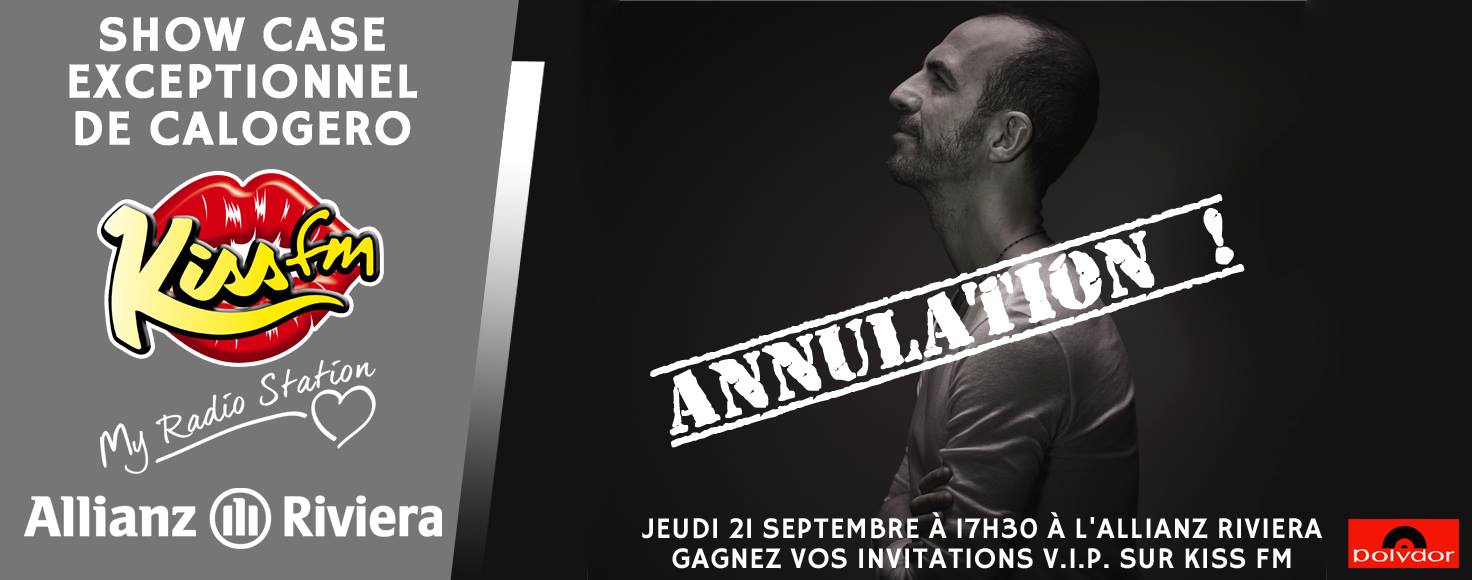 SHOW CASE
EXCEPTIONNEL
DE CALOGERO
Kiss fm
My Radio Station
Allianz Riviera
ANNULATION !
JEUDI 21 SEPTEMBRE À 17H30 À L'ALLIANZ RIVIERA
GAGNEZ VOS INVITATIONS V.I.P. SUR KISS FM
polydor